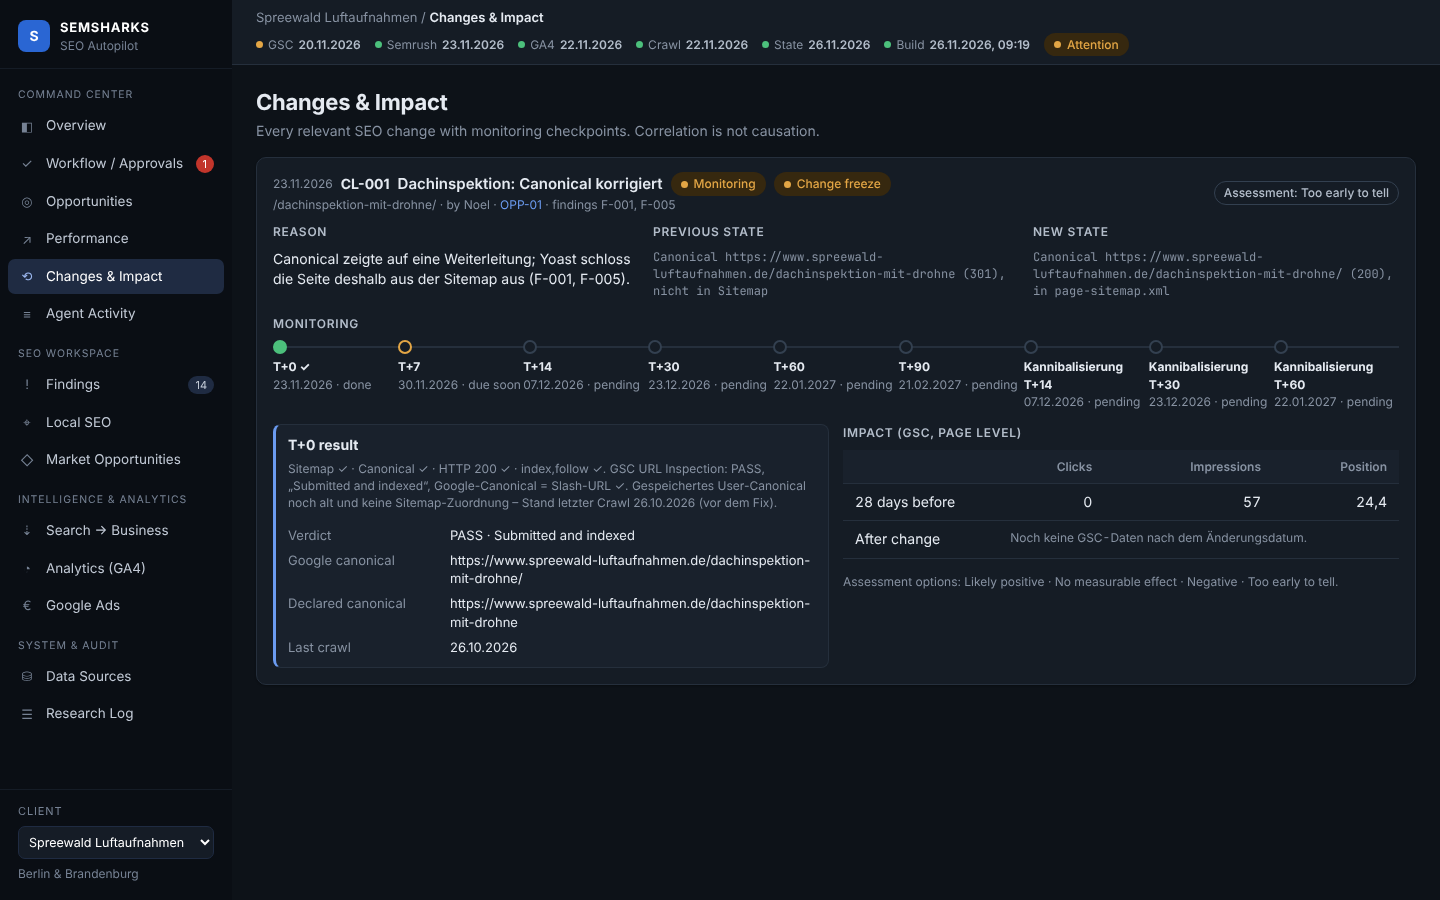 S
SEMSHARKS
SEO Autopilot
COMMAND CENTER
Overview
Workflow / Approvals 1
Opportunities
Performance
Changes & Impact
Agent Activity
SEO WORKSPACE
Findings 14
Local SEO
Market Opportunities
INTELLIGENCE & ANALYTICS
Search → Business
Analytics (GA4)
€ Google Ads
SYSTEM & AUDIT
Data Sources
Research Log
CLIENT
Spreewald Luftaufnahmen
Berlin & Brandenburg
Spreewald Luftaufnahmen / Changes & Impact
GSC 20.11.2026 Semrush 23.11.2026 GA4 22.11.2026 Crawl 22.11.2026 State 26.11.2026 Build 26.11.2026, 09:19 Attention
Changes & Impact
Every relevant SEO change with monitoring checkpoints. Correlation is not causation.
23.11.2026 CL-001 Dachinspektion: Canonical korrigiert Monitoring Change freeze
/dachinspektion-mit-drohne/ · by Noel · OPP-01 · findings F-001, F-005
Assessment: Too early to tell
REASON
Canonical zeigte auf eine Weiterleitung; Yoast schloss
die Seite deshalb aus der Sitemap aus (F-001, F-005).
PREVIOUS STATE
Canonical https://www.spreewald-
luftaufnahmen.de/dachinspektion-mit-drohne (301),
nicht in Sitemap
NEW STATE
Canonical https://www.spreewald-
luftaufnahmen.de/dachinspektion-mit-drohne/ (200),
in page-sitemap.xml
MONITORING
T+0 ✓
23.11.2026 · done
T+7
30.11.2026 · due soon
T+14
07.12.2026 · pending
T+30
23.12.2026 · pending
T+60
22.01.2027 · pending
T+90
21.02.2027 · pending
Kannibalisierung
T+14
07.12.2026 · pending
Kannibalisierung
T+30
23.12.2026 · pending
Kannibalisierung
T+60
22.01.2027 · pending
T+0 result
Sitemap ✓ · Canonical ✓ · HTTP 200 ✓ · index,follow ✓. GSC URL Inspection: PASS,
„Submitted and indexed“, Google-Canonical = Slash-URL ✓. Gespeichertes User-Canonical
noch alt und keine Sitemap-Zuordnung – Stand letzter Crawl 26.10.2026 (vor dem Fix).
Verdict PASS · Submitted and indexed
Google canonical https://www.spreewald-luftaufnahmen.de/dachinspektion-
mit-drohne/
Declared canonical https://www.spreewald-luftaufnahmen.de/dachinspektion-
mit-drohne
Last crawl 26.10.2026
IMPACT (GSC, PAGE LEVEL)
Clicks Impressions Position
28 days before 0 57 24,4
After change Noch keine GSC-Daten nach dem Änderungsdatum.
Assessment options: Likely positive · No measurable effect · Negative · Too early to tell.